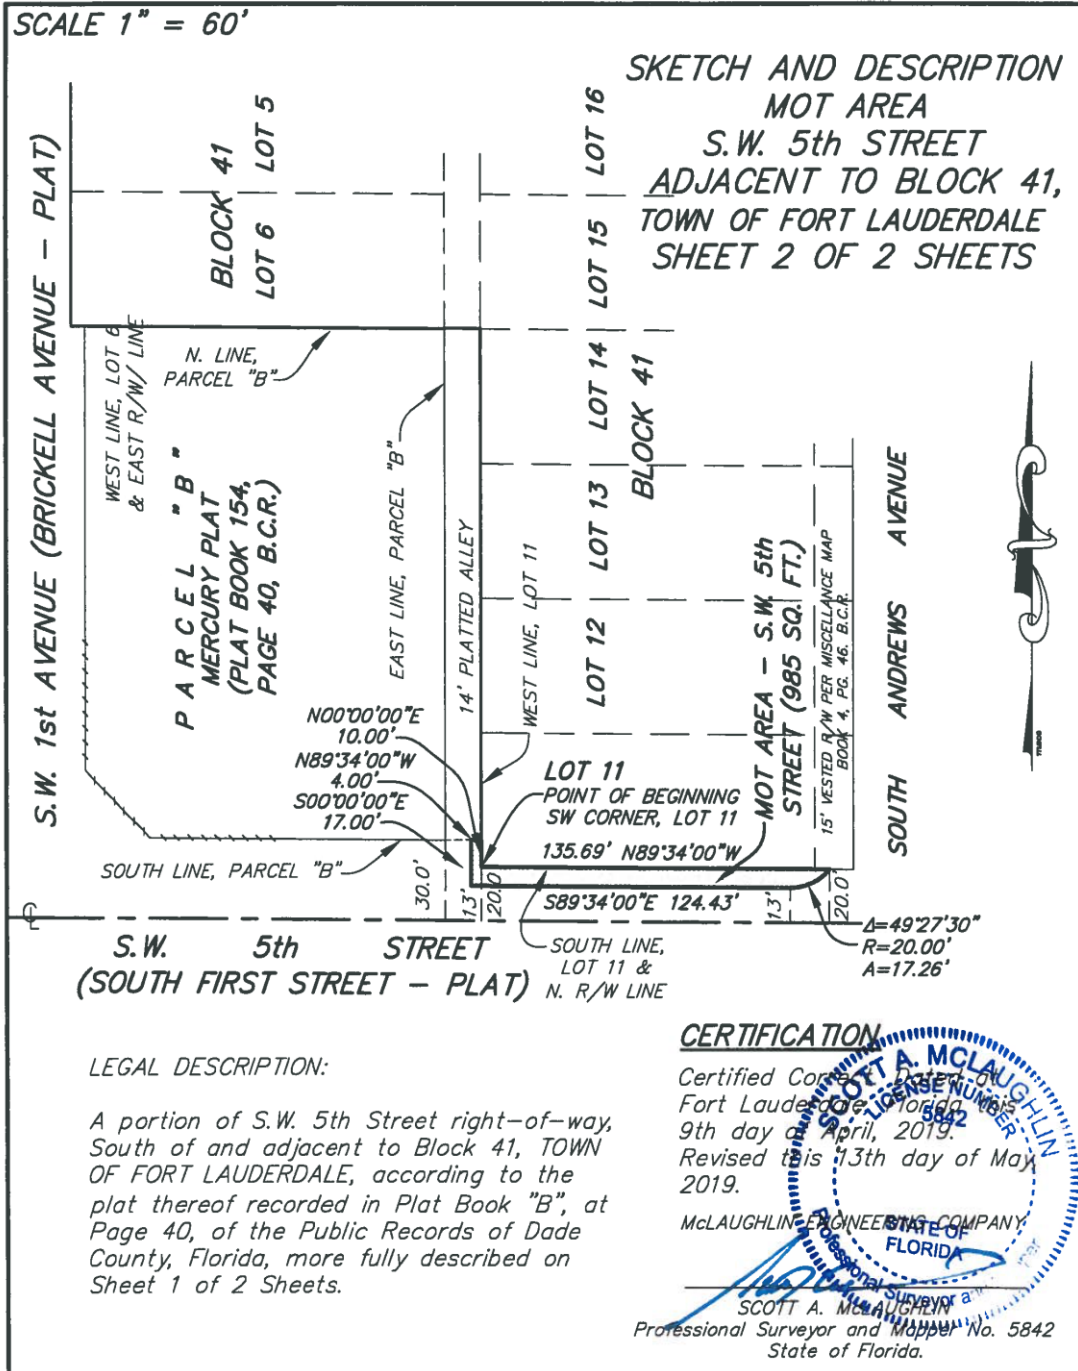 SCALE 1" = 60'
SKETCH AND DESCRIPTION
MOT AREA
S.W. 5th STREET
ADJACENT TO BLOCK 41,
TOWN OF FORT LAUDERDALE
SHEET 2 OF 2 SHEETS
S.W. 1st AVENUE (BRICKELL AVENUE - PLAT)
BLOCK 41
LOT 5
LOT 6
LOT 16
LOT 15
LOT 14
BLOCK 41
LOT 13
LOT 12
WEST LINE, LOT 6
& EAST R/W/ LINE
N. LINE,
PARCEL "B"
PARCEL "B"
MERCURY PLAT
(PLAT BOOK 154,
PAGE 40, B.C.R.)
EAST LINE, PARCEL "B"
14' PLATTED ALLEY
WEST LINE, LOT 11
MOT AREA - S.W. 5th
STREET (985 SQ. FT.)
15' VESTED R/W PER MISCELLANCE MAP
BOOK 4, PG. 46, B.C.R.
SOUTH ANDREWS AVENUE
N00°00'00"E
10.00'
N89°34'00"W
4.00'
S00°00'00"E
17.00'
LOT 11
POINT OF BEGINNING
SW CORNER, LOT 11
135.69' N89°34'00"W
SOUTH LINE, PARCEL "B"
30.0'
13'
20.0'
S89°34'00"E 124.43'
13'
20.0'
Δ=49°27'30"
R=20.00'
A=17.26'
S.W. 5th STREET
(SOUTH FIRST STREET - PLAT)
SOUTH LINE,
LOT 11 &
N. R/W LINE
LEGAL DESCRIPTION:
A portion of S.W. 5th Street right-of-way,
South of and adjacent to Block 41, TOWN
OF FORT LAUDERDALE, according to the
plat thereof recorded in Plat Book "B", at
Page 40, of the Public Records of Dade
County, Florida, more fully described on
Sheet 1 of 2 Sheets.
CERTIFICATION
Certified Correct. Dated at
Fort Lauderdale, Florida this
9th day of April, 2019.
Revised this 13th day of May
2019.
McLAUGHLIN ENGINEERING COMPANY
SCOTT A. McLAUGHLIN
Professional Surveyor and Mapper No. 5842
State of Florida.
SCOTT A. MCLAUGHLIN
LICENSE NUMBER
5842
STATE OF
FLORIDA
Professional Surveyor